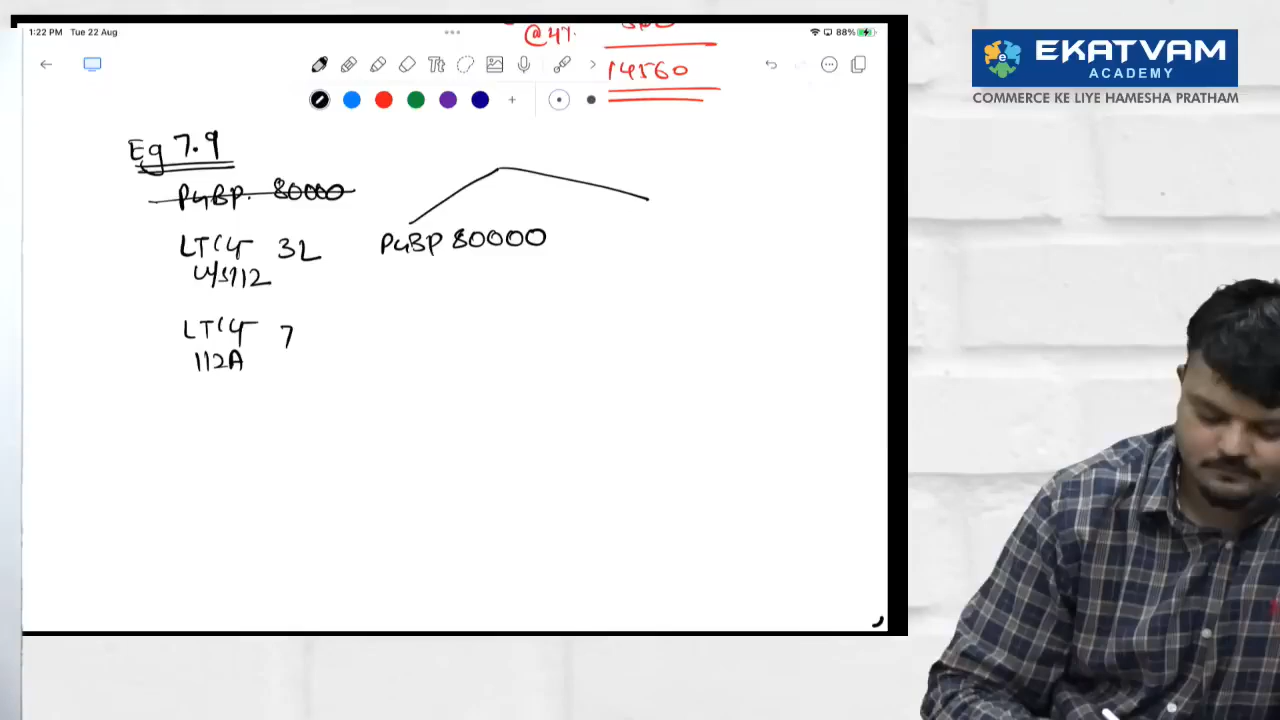 1:22 PM Tue 22 Aug
88%
@4%
14560
Tt
EKATVAM
ACADEMY
COMMERCE KE LIYE HAMESHA PRATHAM
Eg 7.9
PGBP. 80000
LTCG 3L
u/s 112
PGBP 80000
LTCG 7
112A